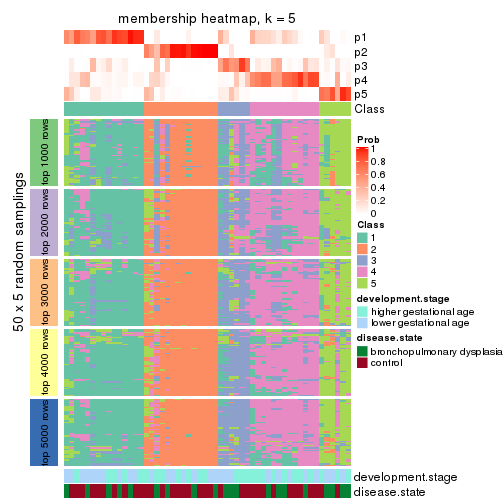 membership heatmap, k = 5
p1
p2
p3
p4
p5
Class
50 x 5 random samplings
top 1000 rows
top 2000 rows
top 3000 rows
top 4000 rows
top 5000 rows
Prob
1
0.8
0.6
0.4
0.2
0
Class
1
2
3
4
5
development.stage
higher gestational age
lower gestational age
disease.state
bronchopulmonary dysplasia
control
development.stage
disease.state